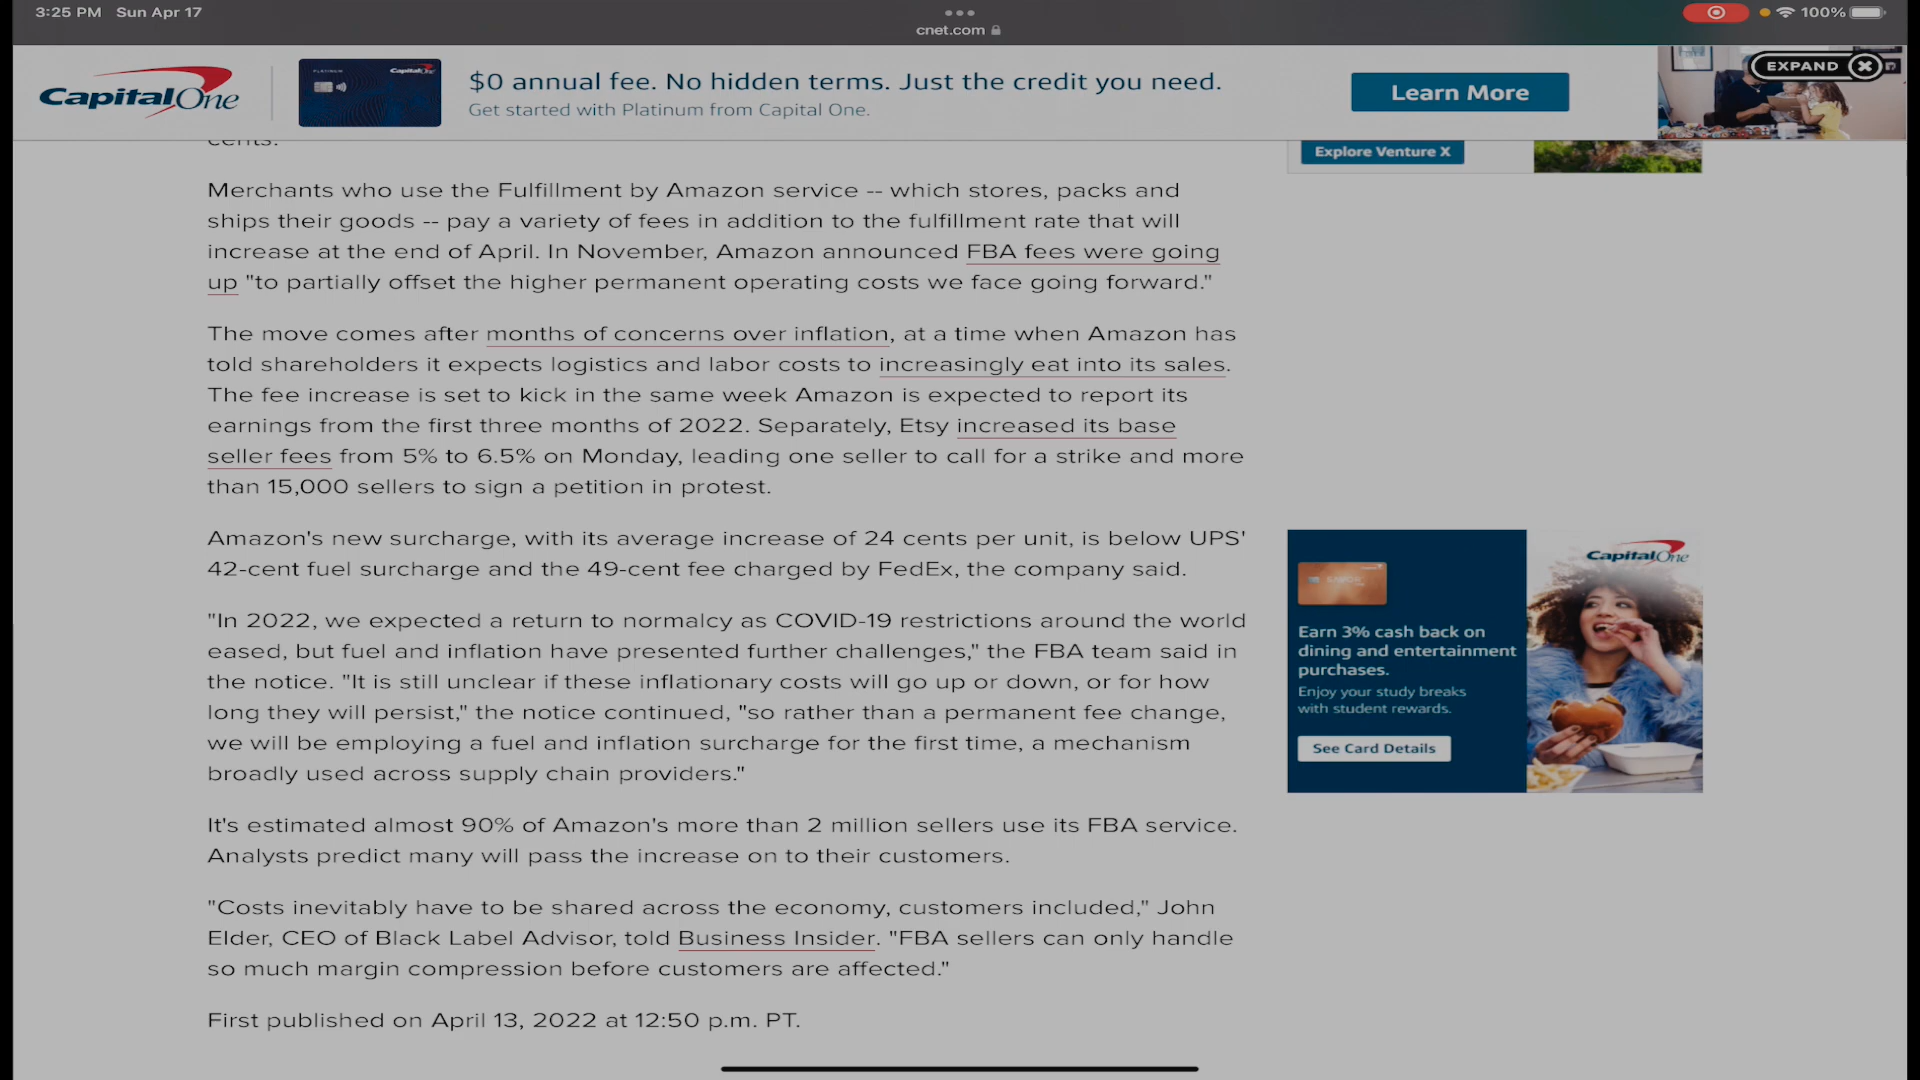 3:25 PM Sun Apr 17
cnet.com
100%
CapitalOne
PLATINUM
CapitalOne
$0 annual fee. No hidden terms. Just the credit you need.
Get started with Platinum from Capital One.
Learn More
EXPAND
cents.
Explore Venture X
Merchants who use the Fulfillment by Amazon service -- which stores, packs and
ships their goods -- pay a variety of fees in addition to the fulfillment rate that will
increase at the end of April. In November, Amazon announced FBA fees were going
up "to partially offset the higher permanent operating costs we face going forward."
The move comes after months of concerns over inflation, at a time when Amazon has
told shareholders it expects logistics and labor costs to increasingly eat into its sales.
The fee increase is set to kick in the same week Amazon is expected to report its
earnings from the first three months of 2022. Separately, Etsy increased its base
seller fees from 5% to 6.5% on Monday, leading one seller to call for a strike and more
than 15,000 sellers to sign a petition in protest.
Amazon's new surcharge, with its average increase of 24 cents per unit, is below UPS'
42-cent fuel surcharge and the 49-cent fee charged by FedEx, the company said.
"In 2022, we expected a return to normalcy as COVID-19 restrictions around the world
eased, but fuel and inflation have presented further challenges," the FBA team said in
the notice. "It is still unclear if these inflationary costs will go up or down, or for how
long they will persist," the notice continued, "so rather than a permanent fee change,
we will be employing a fuel and inflation surcharge for the first time, a mechanism
broadly used across supply chain providers."
It's estimated almost 90% of Amazon's more than 2 million sellers use its FBA service.
Analysts predict many will pass the increase on to their customers.
"Costs inevitably have to be shared across the economy, customers included," John
Elder, CEO of Black Label Advisor, told Business Insider. "FBA sellers can only handle
so much margin compression before customers are affected."
First published on April 13, 2022 at 12:50 p.m. PT.
CapitalOne
Earn 3% cash back on
dining and entertainment
purchases.
Enjoy your study breaks
with student rewards.
See Card Details